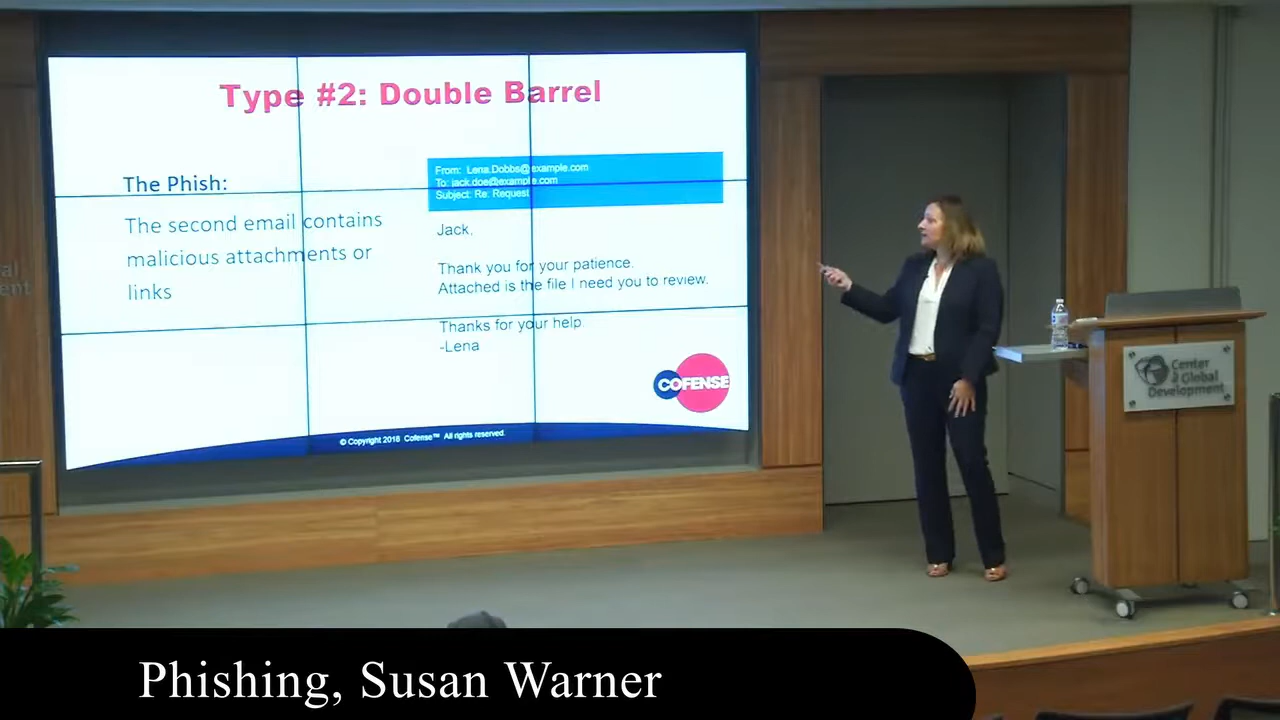 Type #2: Double Barrel
The Phish:
The second email contains
malicious attachments or
links
From: Lena.Dobbs@example.com
To: jack.doe@example.com
Subject: Re: Request
Jack,
Thank you for your patience.
Attached is the file I need you to review.
Thanks for your help.
-Lena
COFENSE
© Copyright 2018 Cofense™ All rights reserved.
al
ent
Center
Global
Development
Phishing, Susan Warner